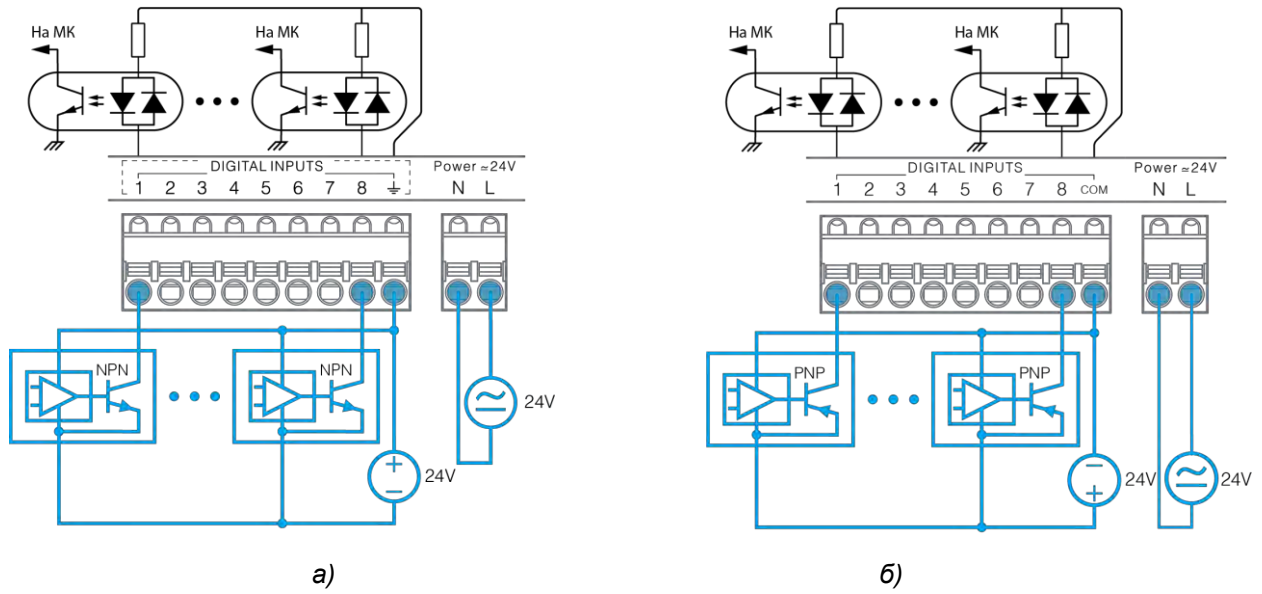 На МК На МК
DIGITAL INPUTS Power ≃24V
1 2 3 4 5 6 7 8 ⏚ N L
NPN NPN
24V
+
−
24V
а)
На МК На МК
DIGITAL INPUTS Power ≃24V
1 2 3 4 5 6 7 8 COM N L
PNP PNP
−
+
24V
24V
б)